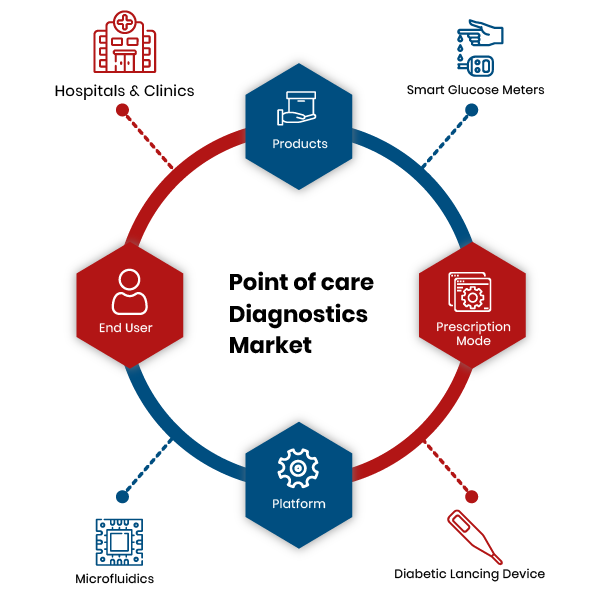 Hospitals & Clinics
Smart Glucose Meters
Products
Point of care
Diagnostics
Market
End User
Prescription
Mode
Platform
Microfluidics
Diabetic Lancing Device